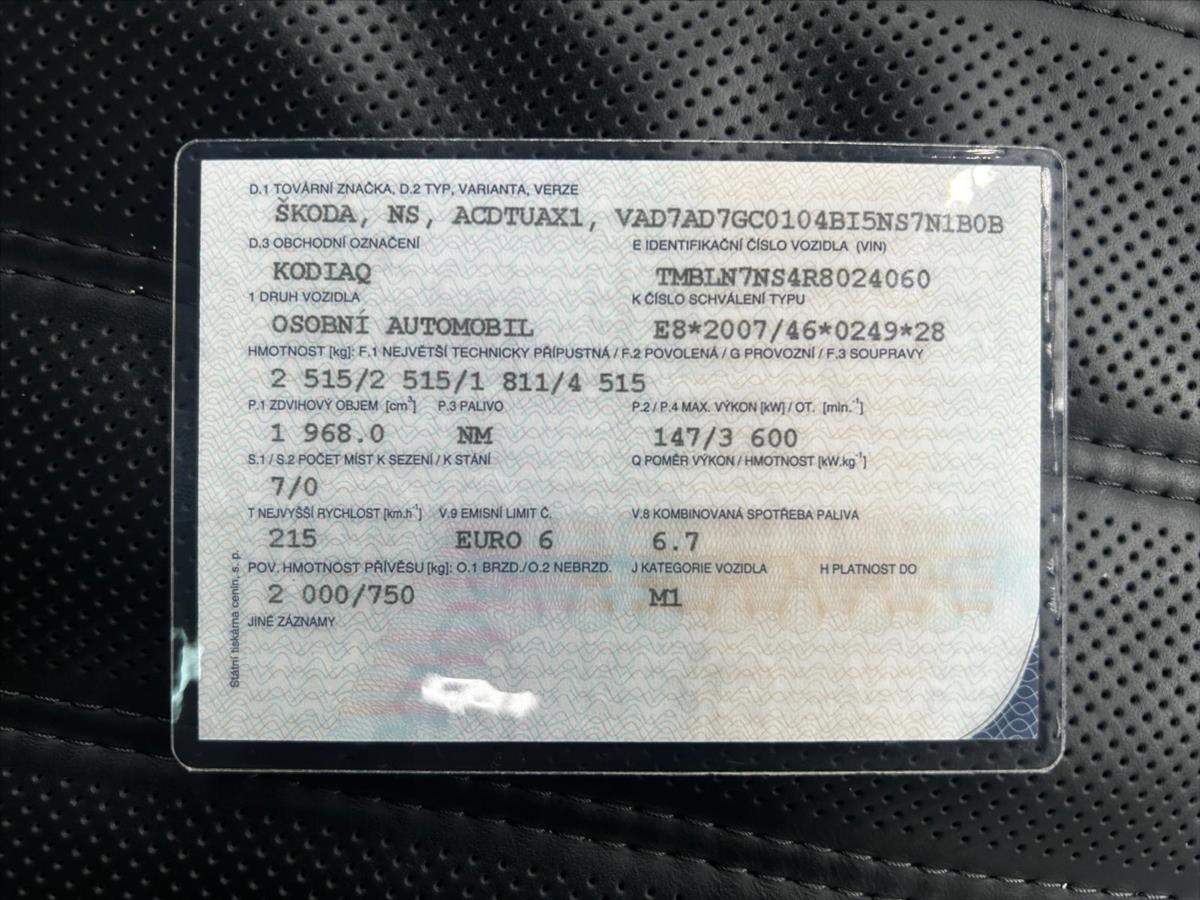 D.1 TOVÁRNÍ ZNAČKA, D.2 TYP, VARIANTA, VERZE
ŠKODA, NS, ACDTUAX1, VAD7AD7GC0104BI5NS7N1B0B
D.3 OBCHODNÍ OZNAČENÍ E IDENTIFIKAČNÍ ČÍSLO VOZIDLA (VIN)
KODIAQ TMBLN7NS4R8024060
1 DRUH VOZIDLA K ČÍSLO SCHVÁLENÍ TYPU
OSOBNÍ AUTOMOBIL E8*2007/46*0249*28
HMOTNOST [kg]: F.1 NEJVĚTŠÍ TECHNICKY PŘÍPUSTNÁ / F.2 POVOLENÁ / G PROVOZNÍ / F.3 SOUPRAVY
2 515/2 515/1 811/4 515
P.1 ZDVIHOVÝ OBJEM [cm³] P.3 PALIVO P.2 / P.4 MAX. VÝKON [kW] / OT. [min.⁻¹]
1 968.0 NM 147/3 600
S.1 / S.2 POČET MÍST K SEZENÍ / K STÁNÍ Q POMĚR VÝKON / HMOTNOST [kW.kg⁻¹]
7/0
T NEJVYŠŠÍ RYCHLOST [km.h⁻¹] V.9 EMISNÍ LIMIT Č. V.8 KOMBINOVANÁ SPOTŘEBA PALIVA
215 EURO 6 6.7
POV. HMOTNOST PŘÍVĚSU [kg]: O.1 BRZD./O.2 NEBRZD. J KATEGORIE VOZIDLA H PLATNOST DO
2 000/750 M1
JINÉ ZÁZNAMY
Státní tiskárna cenin, s. p.